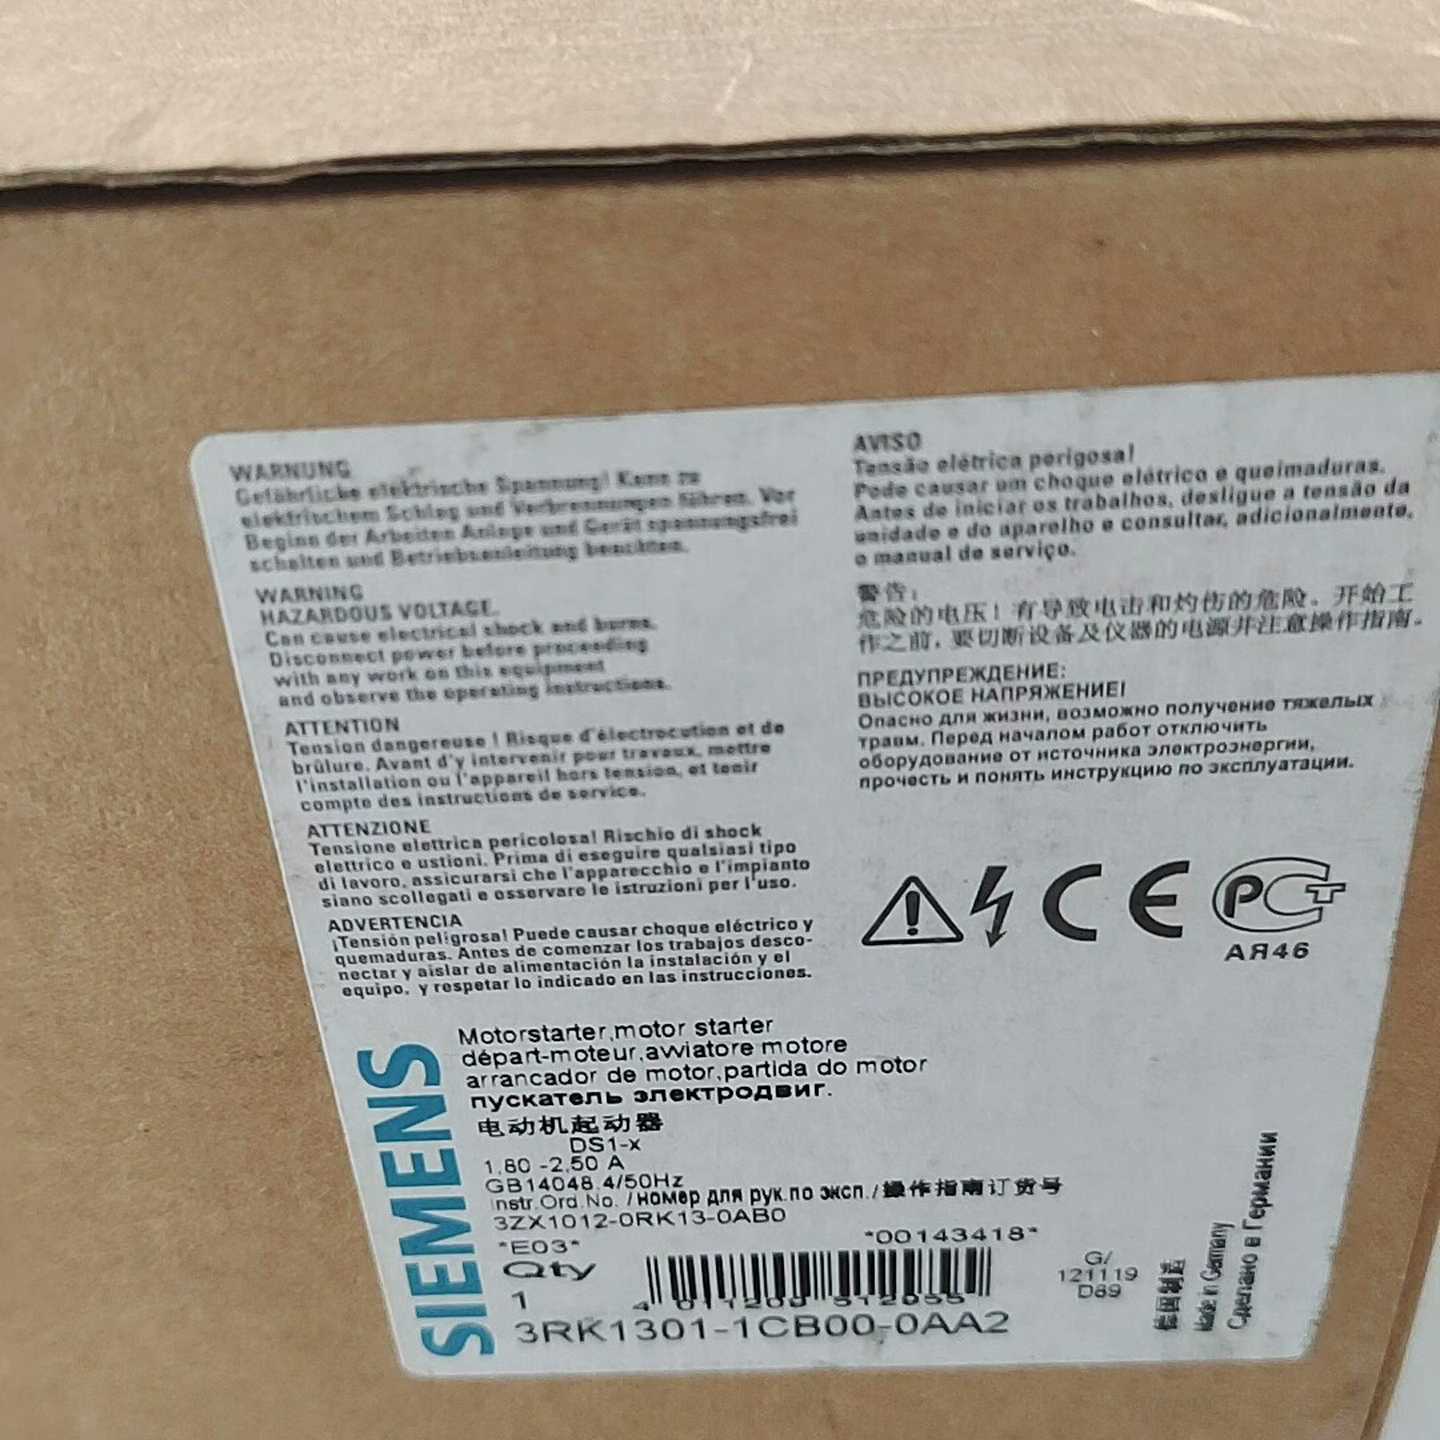 WARNUNG
Gefährliche elektrische Spannung! Kann zu
elektrischem Schlag und Verbrennungen führen. Vor
Beginn der Arbeiten Anlage und Gerät spannungsfrei
schalten und Betriebsanleitung beachten.
WARNING
HAZARDOUS VOLTAGE.
Can cause electrical shock and burns.
Disconnect power before proceeding
with any work on this equipment
and observe the operating instructions.
ATTENTION
Tension dangereuse ! Risque d'électrocution et de
brûlure. Avant d'y intervenir pour travaux, mettre
l'installation ou l'appareil hors tension, et tenir
compte des instructions de service.
ATTENZIONE
Tensione elettrica pericolosa! Rischio di shock
elettrico e ustioni. Prima di eseguire qualsiasi tipo
di lavoro, assicurarsi che l'apparecchio e l'impianto
siano scollegati e osservare le istruzioni per l'uso.
ADVERTENCIA
¡Tensión peligrosa! Puede causar choque eléctrico y
quemaduras. Antes de comenzar los trabajos desco-
nectar y aislar de alimentación la instalación y el
equipo, y respetar lo indicado en las instrucciones.
AVISO
Tensão elétrica perigosa!
Pode causar um choque elétrico e queimaduras.
Antes de iniciar os trabalhos, desligue a tensão da
unidade e do aparelho e consultar, adicionalmente,
o manual de serviço.
警告:
危险的电压! 有导致电击和灼伤的危险。开始工
作之前, 要切断设备及仪器的电源并注意操作指南。
ПРЕДУПРЕЖДЕНИЕ:
ВЫСОКОЕ НАПРЯЖЕНИЕ!
Опасно для жизни, возможно получение тяжелых
травм. Перед началом работ отключить
оборудование от источника электроэнергии,
прочесть и понять инструкцию по эксплуатации.
CE
РСТ
АЯ46
SIEMENS
Motorstarter,motor starter
départ-moteur,avviatore motore
arrancador de motor,partida do motor
пускатель электродвиг.
电动机起动器
DS1-x
1,80 -2,50 A
GB14048.4/50Hz
Instr.Ord.No. /номер для рук.по эксп./操作指南订货号
3ZX1012-0RK13-0AB0
*E03*
*00143418*
Qty
1
3RK1301-1CB00-0AA2
G/
121119
D89
德国制造
Made in Germany
Сделано в Германии